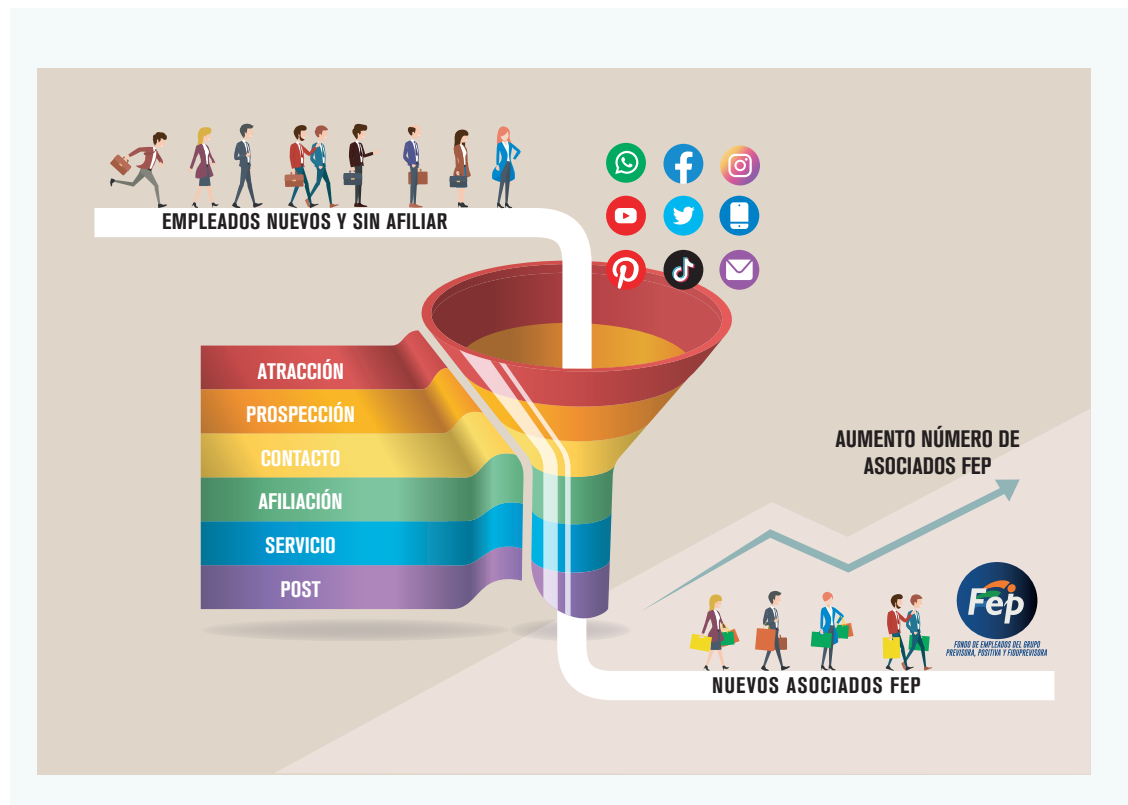 EMPLEADOS NUEVOS Y SIN AFILIAR
ATRACCIÓN
PROSPECCIÓN
CONTACTO
AFILIACIÓN
SERVICIO
POST
AUMENTO NÚMERO DE
ASOCIADOS FEP
Fep
FONDO DE EMPLEADOS DEL GRUPO
PREVISORA, POSITIVA Y FIDUPREVISORA
NUEVOS ASOCIADOS FEP